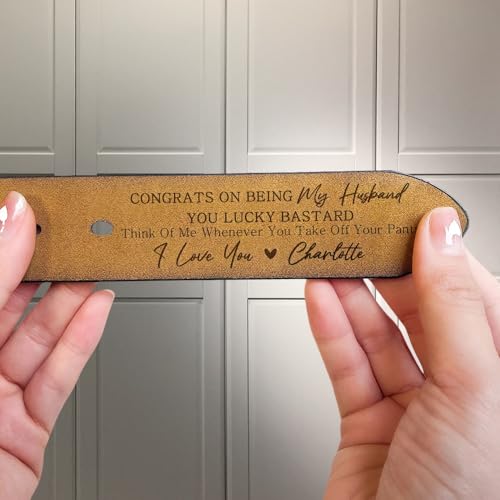 CONGRATS ON BEING My Husband
YOU LUCKY BASTARD
Think Of Me Whenever You Take Off Your Pant
I Love You ♥ Charlotte